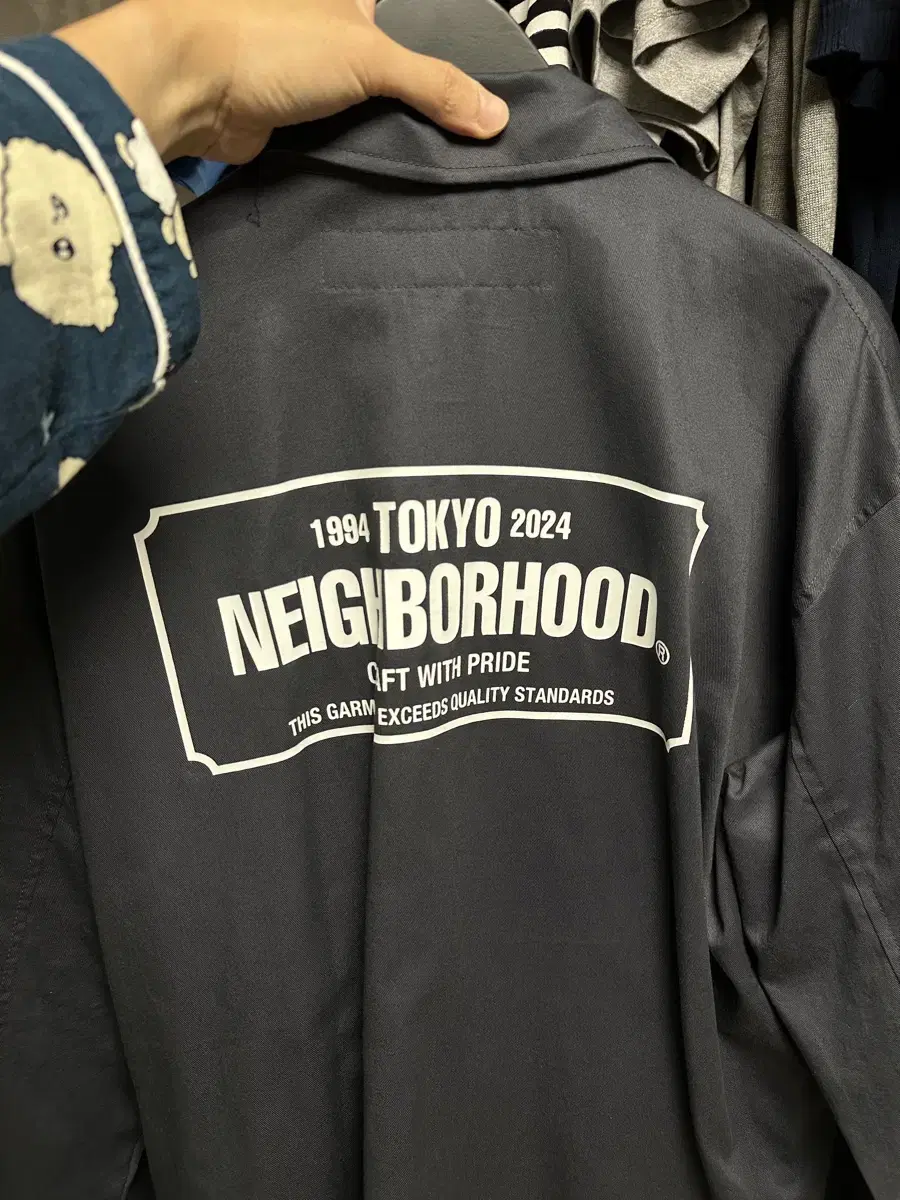 1994 TOKYO 2024
NEIGHBORHOOD®
WITH PRIDE
THIS EXCEEDS QUALITY STANDARDS